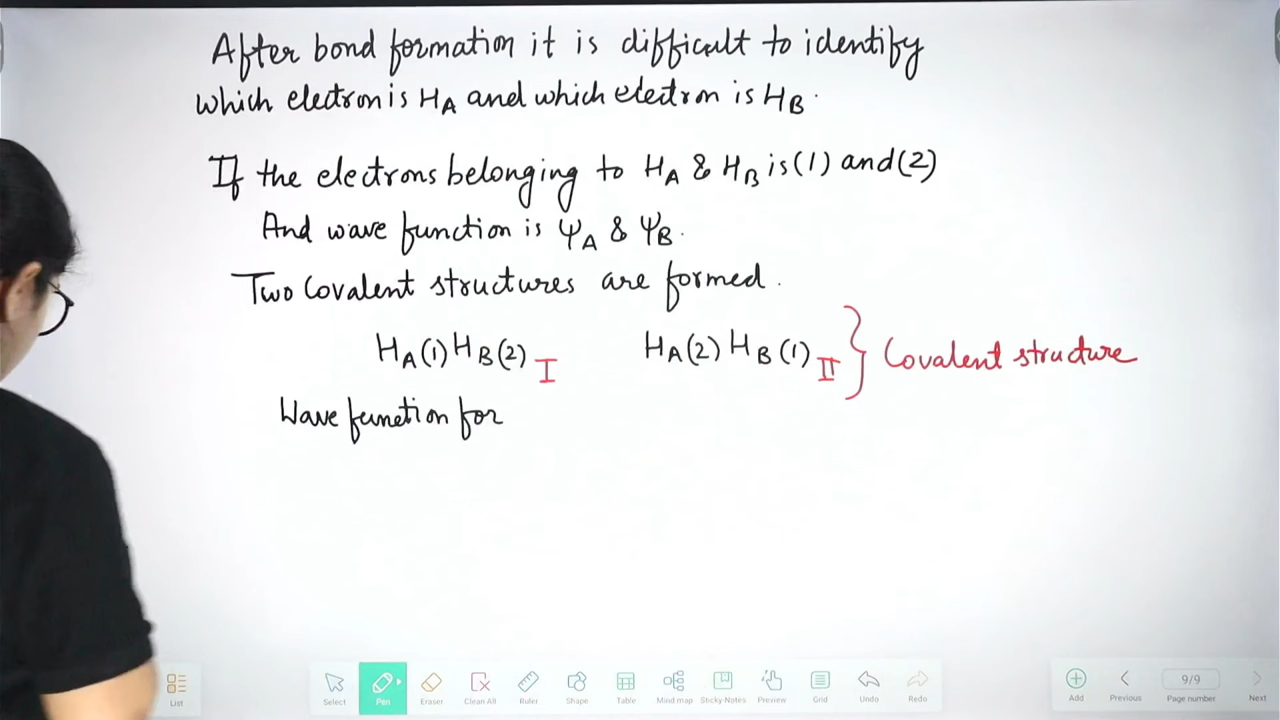 After bond formation it is difficult to identify
which electron is HA and which electron is HB.
If the electrons belonging to HA & HB is (1) and (2)
And wave function is ΨA & ΨB.
Two Covalent structures are formed.
HA(1)HB(2) I HA(2) HB(1) II } Covalent structure
Wave function for
List
Select Pen Eraser Clean All Ruler Shape Table Mind map Sticky-Notes Preview Grid Undo Redo
Add Previous 9/9 Page number Next